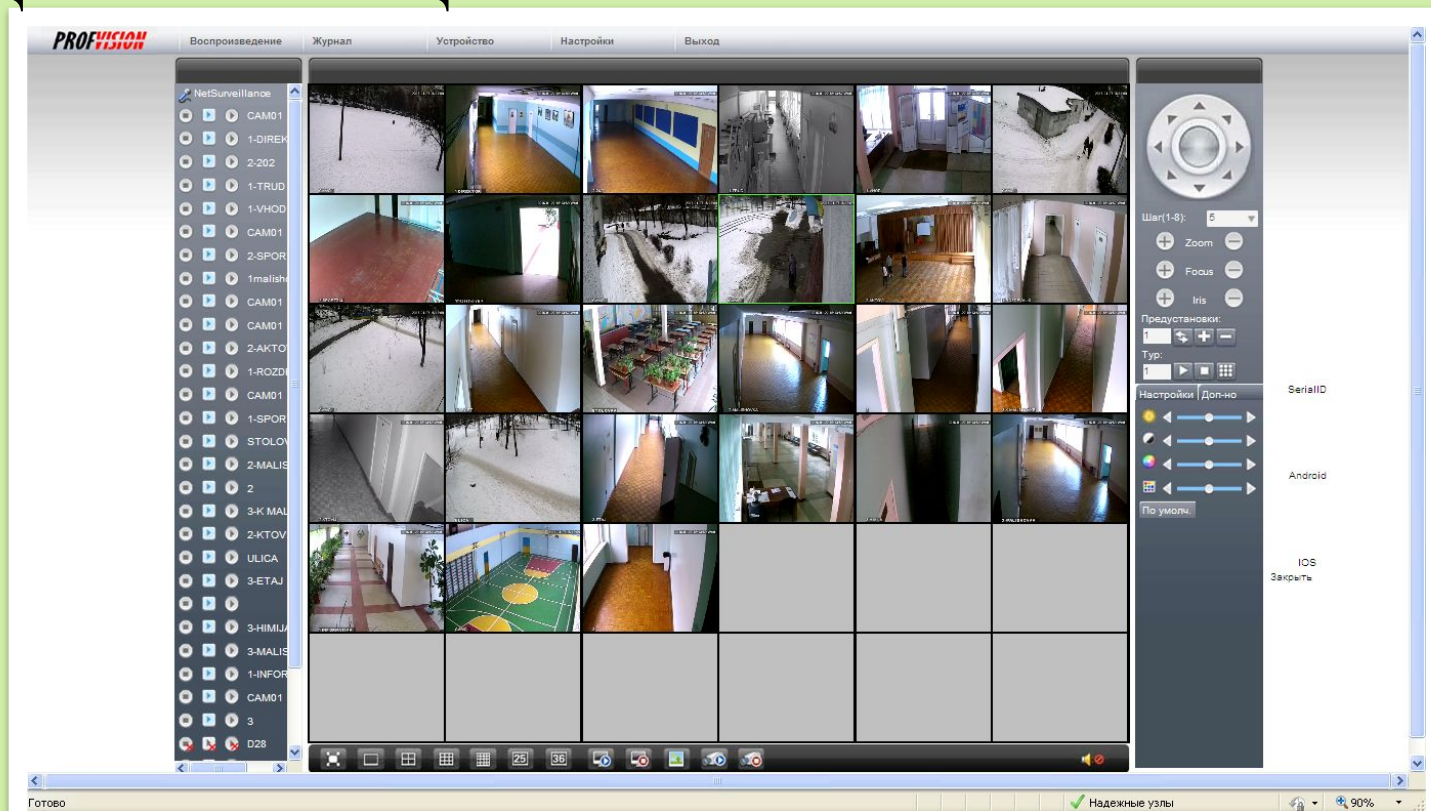 PROFVISION
Воспроизведение Журнал Устройство Настройки Выход
NetSurveillance
CAM01
1-DIREK
2-202
1-TRUD
1-VHOD
CAM01
2-SPOR
1malish
CAM01
CAM01
2-AKTO
1-ROZD
CAM01
1-SPOR
STOLOV
2-MALIS
2
3-K MAL
2-KTOV
ULICA
3-ETAJ
3-HIMIJ
3-MALIS
1-INFOR
CAM01
3
D28
25 36
Шаг(1-8): 5
Zoom
Focus
Iris
Предустановки:
1
Тур:
1
Настройки Доп-но
По умолч.
SerialID
Android
IOS
Закрыть
Готово Надежные узлы 90%